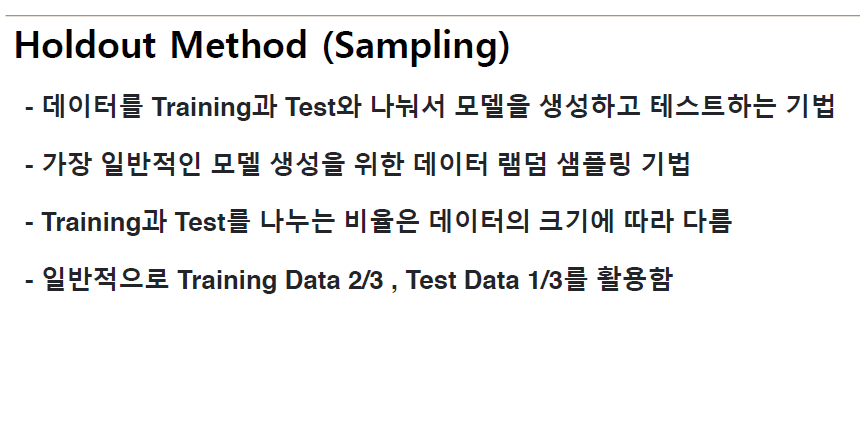 Holdout Method (Sampling)
- 데이터를 Training과 Test와 나눠서 모델을 생성하고 테스트하는 기법
- 가장 일반적인 모델 생성을 위한 데이터 램덤 샘플링 기법
- Training과 Test를 나누는 비율은 데이터의 크기에 따라 다름
- 일반적으로 Training Data 2/3 , Test Data 1/3를 활용함